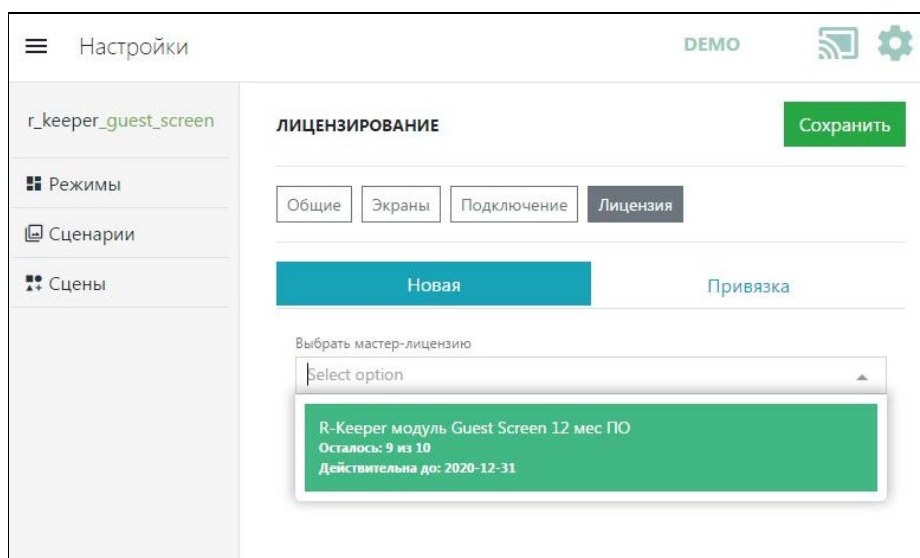 Настройки
DEMO
r_keeper_guest_screen
Режимы
Сценарии
Сцены
ЛИЦЕНЗИРОВАНИЕ
Сохранить
Общие
Экраны
Подключение
Лицензия
Новая
Привязка
Выбрать мастер-лицензию
Select option
R-Keeper модуль Guest Screen 12 мес ПО
Осталось: 9 из 10
Действительна до: 2020-12-31